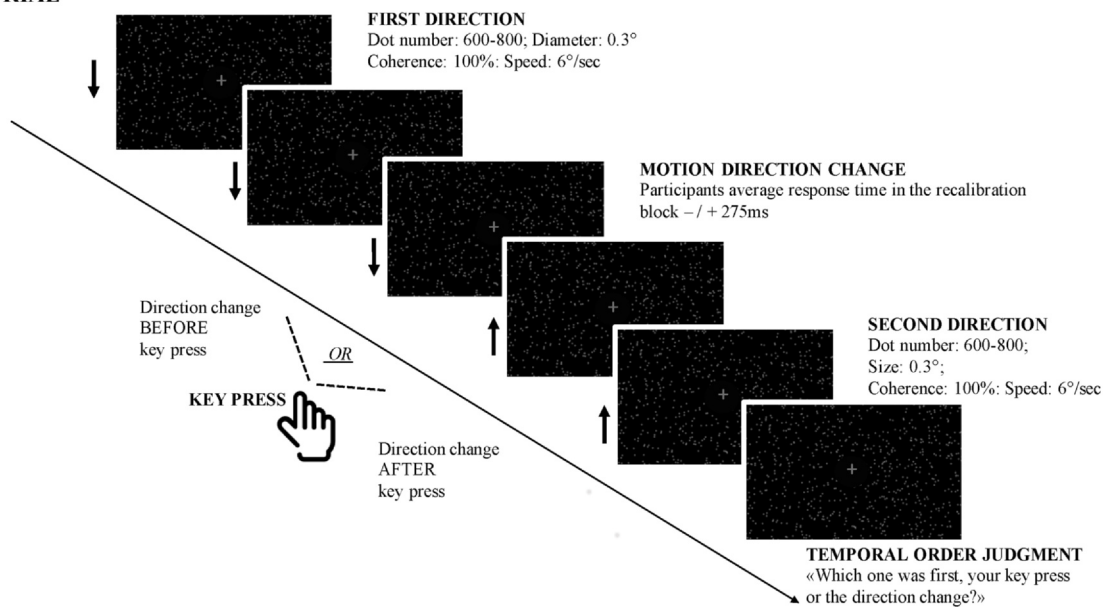 FIRST DIRECTION
Dot number: 600-800; Diameter: 0.3°
Coherence: 100%: Speed: 6°/sec
MOTION DIRECTION CHANGE
Participants average response time in the recalibration
block – / + 275ms
Direction change
BEFORE
key press
OR
KEY PRESS
Direction change
AFTER
key press
SECOND DIRECTION
Dot number: 600-800;
Size: 0.3°;
Coherence: 100%: Speed: 6°/sec
TEMPORAL ORDER JUDGMENT
«Which one was first, your key press
or the direction change?»